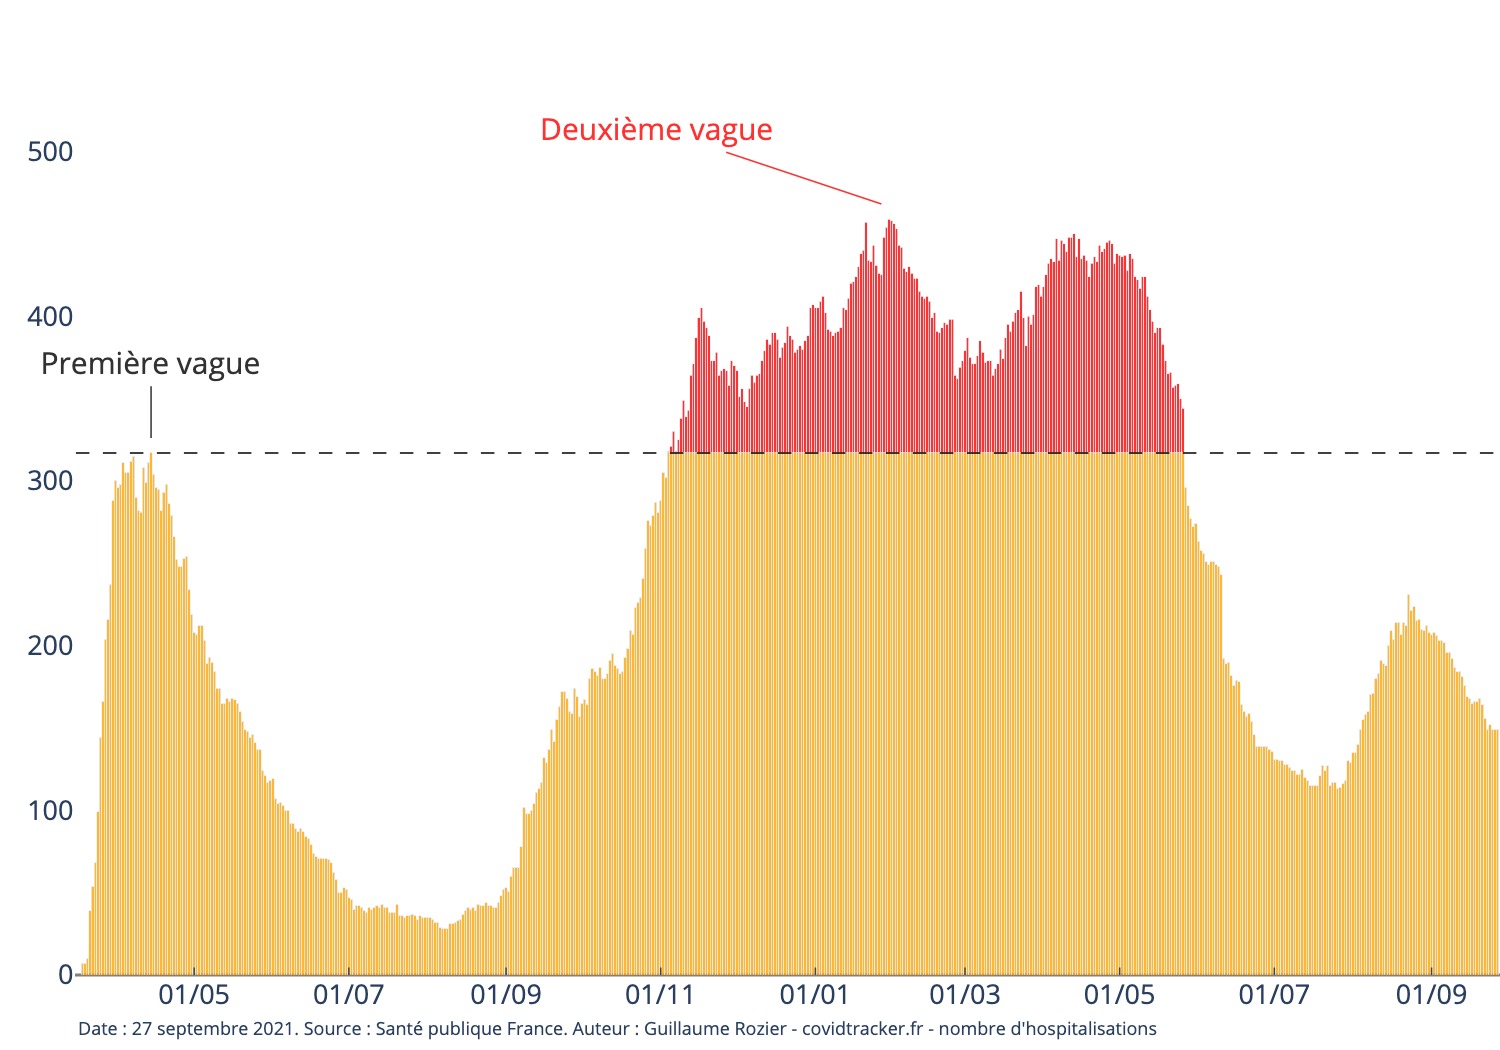 Deuxième vague
500
400
Première vague
300
200
100
0
01/05 01/07 01/09 01/11 01/01 01/03 01/05 01/07 01/09
Date : 27 septembre 2021. Source : Santé publique France. Auteur : Guillaume Rozier - covidtracker.fr - nombre d'hospitalisations